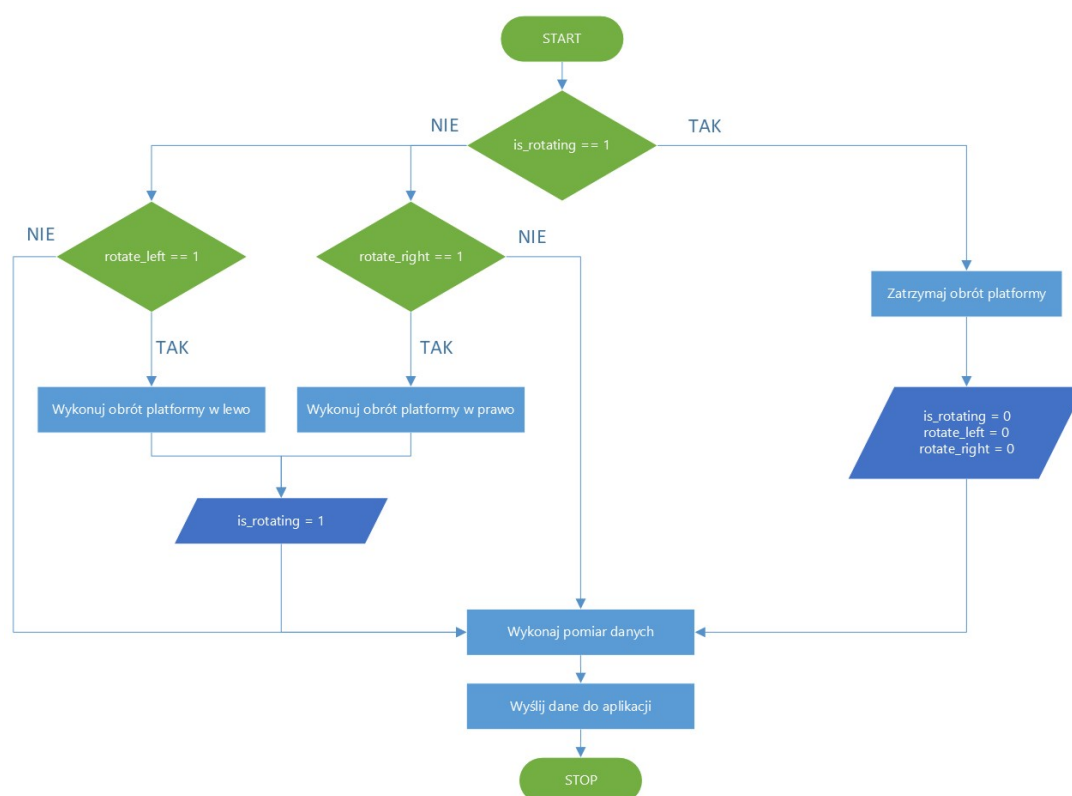 START
NIE
TAK
is_rotating == 1
NIE
rotate_left == 1
rotate_right == 1
NIE
Zatrzymaj obrót platformy
TAK
TAK
Wykonuj obrót platformy w lewo
Wykonuj obrót platformy w prawo
is_rotating = 0
rotate_left = 0
rotate_right = 0
is_rotating = 1
Wykonaj pomiar danych
Wyślij dane do aplikacji
STOP